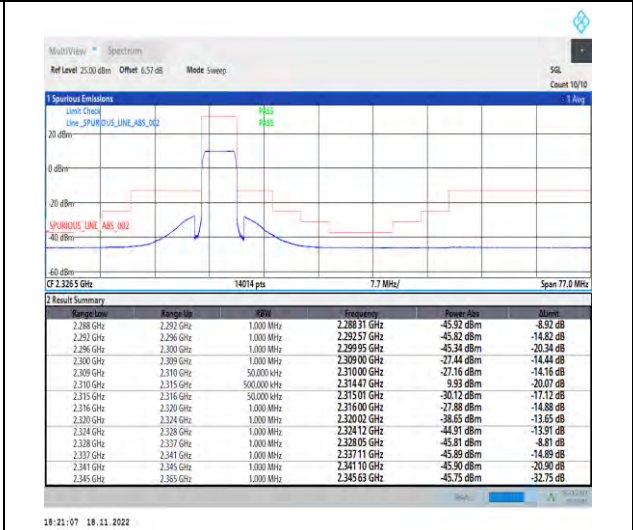 MultiView Spectrum
Ref Level 25.00 dBm Offset 6.57 dB Mode Sweep SGL
Count 10/10
1 Spurious Emissions 1 Avg
Limit Check PASS
Line _SPURIOUS_LINE_ABS_002 PASS
20 dBm
0 dBm
-20 dBm
SPURIOUS_LINE_ABS_002
-40 dBm
-60 dBm
CF 2.326 5 GHz 14014 pts 7.7 MHz/ Span 77.0 MHz
2 Result Summary
Range Low Range Up RBW Frequency Power Abs ΔLimit
2.288 GHz 2.292 GHz 1.000 MHz 2.288 31 GHz -45.92 dBm -8.92 dB
2.292 GHz 2.296 GHz 1.000 MHz 2.292 57 GHz -45.82 dBm -14.82 dB
2.296 GHz 2.300 GHz 1.000 MHz 2.299 95 GHz -45.34 dBm -20.34 dB
2.300 GHz 2.309 GHz 1.000 MHz 2.309 00 GHz -27.44 dBm -14.44 dB
2.309 GHz 2.310 GHz 50.000 kHz 2.310 00 GHz -27.16 dBm -14.16 dB
2.310 GHz 2.315 GHz 500.000 kHz 2.314 47 GHz 9.93 dBm -20.07 dB
2.315 GHz 2.316 GHz 50.000 kHz 2.315 01 GHz -30.12 dBm -17.12 dB
2.316 GHz 2.320 GHz 1.000 MHz 2.316 00 GHz -27.88 dBm -14.88 dB
2.320 GHz 2.324 GHz 1.000 MHz 2.320 02 GHz -38.65 dBm -13.65 dB
2.324 GHz 2.328 GHz 1.000 MHz 2.324 12 GHz -44.91 dBm -13.91 dB
2.328 GHz 2.337 GHz 1.000 MHz 2.328 05 GHz -45.81 dBm -8.81 dB
2.337 GHz 2.341 GHz 1.000 MHz 2.337 11 GHz -45.89 dBm -14.89 dB
2.341 GHz 2.345 GHz 1.000 MHz 2.341 10 GHz -45.90 dBm -20.90 dB
2.345 GHz 2.365 GHz 1.000 MHz 2.345 63 GHz -45.75 dBm -32.75 dB
18:21:07 18.11.2022